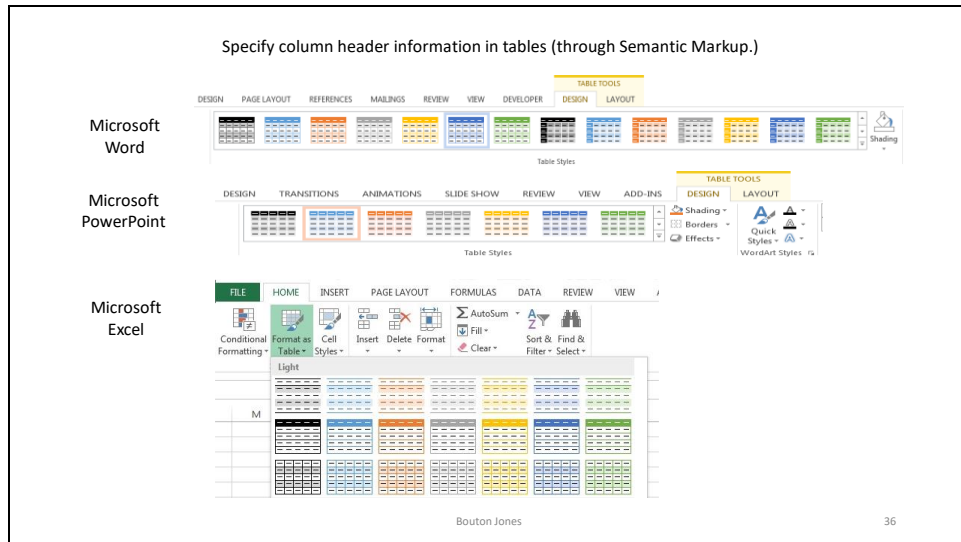 Specify column header information in tables (through Semantic Markup.)
Microsoft
Word
TABLE TOOLS
DESIGN PAGE LAYOUT REFERENCES MAILINGS REVIEW VIEW DEVELOPER DESIGN LAYOUT
Shading
Table Styles
Microsoft
PowerPoint
TABLE TOOLS
DESIGN TRANSITIONS ANIMATIONS SLIDE SHOW REVIEW VIEW ADD-INS DESIGN LAYOUT
Shading
Borders
Effects
Quick
Styles
Table Styles
WordArt Styles
Microsoft
Excel
FILE HOME INSERT PAGE LAYOUT FORMULAS DATA REVIEW VIEW
Conditional
Formatting
Format as
Table
Cell
Styles
Insert Delete Format
AutoSum
Fill
Clear
Sort &
Filter
Find &
Select
Light
M
Bouton Jones
36